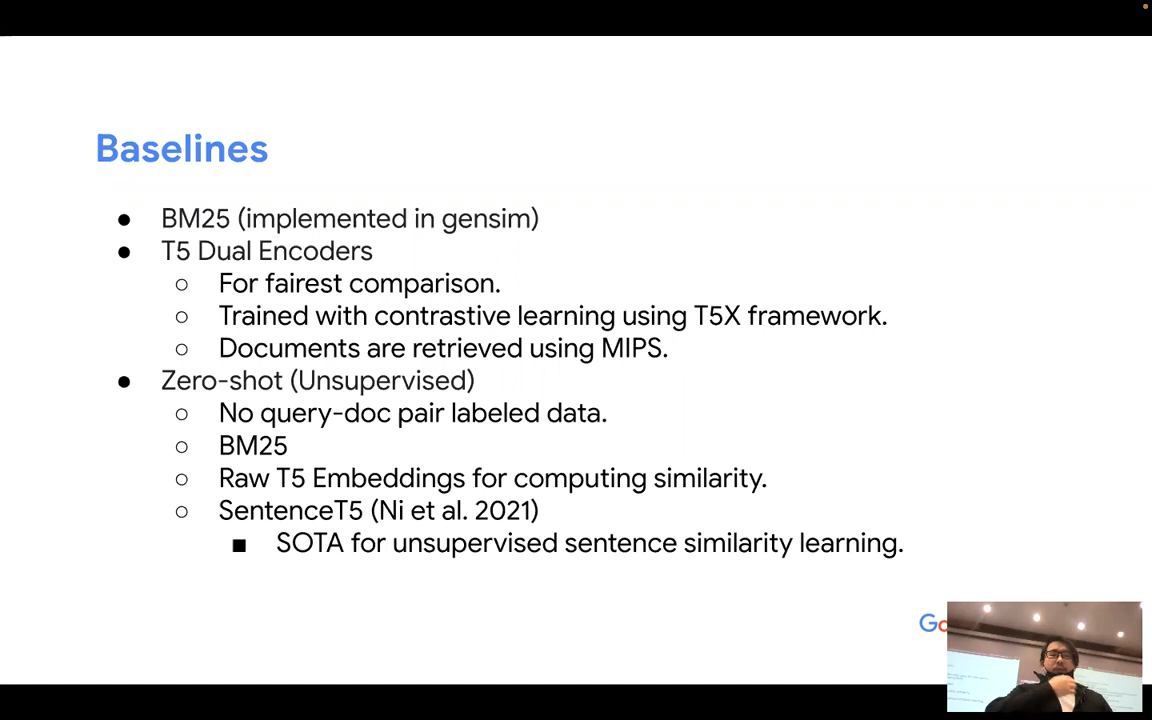 Baselines
● BM25 (implemented in gensim)
● T5 Dual Encoders
○ For fairest comparison.
○ Trained with contrastive learning using T5X framework.
○ Documents are retrieved using MIPS.
● Zero-shot (Unsupervised)
○ No query-doc pair labeled data.
○ BM25
○ Raw T5 Embeddings for computing similarity.
○ SentenceT5 (Ni et al. 2021)
■ SOTA for unsupervised sentence similarity learning.
Go